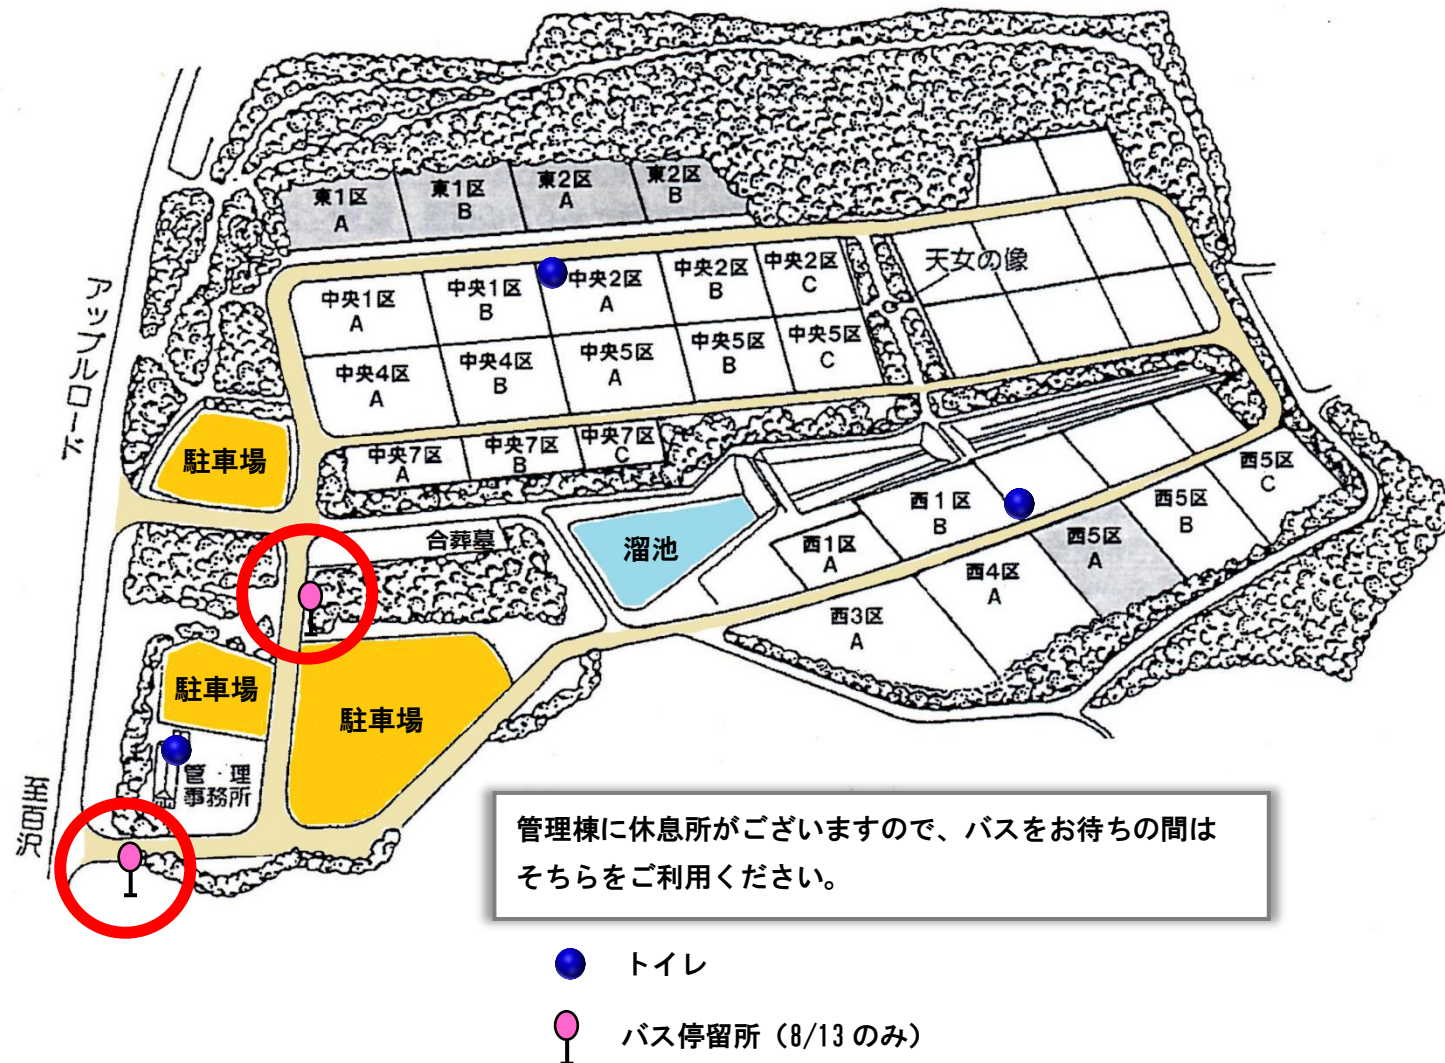 東1区
A
東1区
B
東2区
A
東2区
B
中央1区
A
中央1区
B
中央2区
A
中央2区
B
中央2区
C
天女の像
中央4区
A
中央4区
B
中央5区
A
中央5区
B
中央5区
C
アップルロード
駐車場
中央7区
A
中央7区
B
中央7区
C
合葬墓
溜池
西1区
A
西1区
B
西5区
A
西5区
B
西5区
C
西4区
A
西3区
A
駐車場
駐車場
管・理
事務所
至百沢
管理棟に休息所がございますので、バスをお待ちの間は
そちらをご利用ください。
トイレ
バス停留所（8/13のみ）